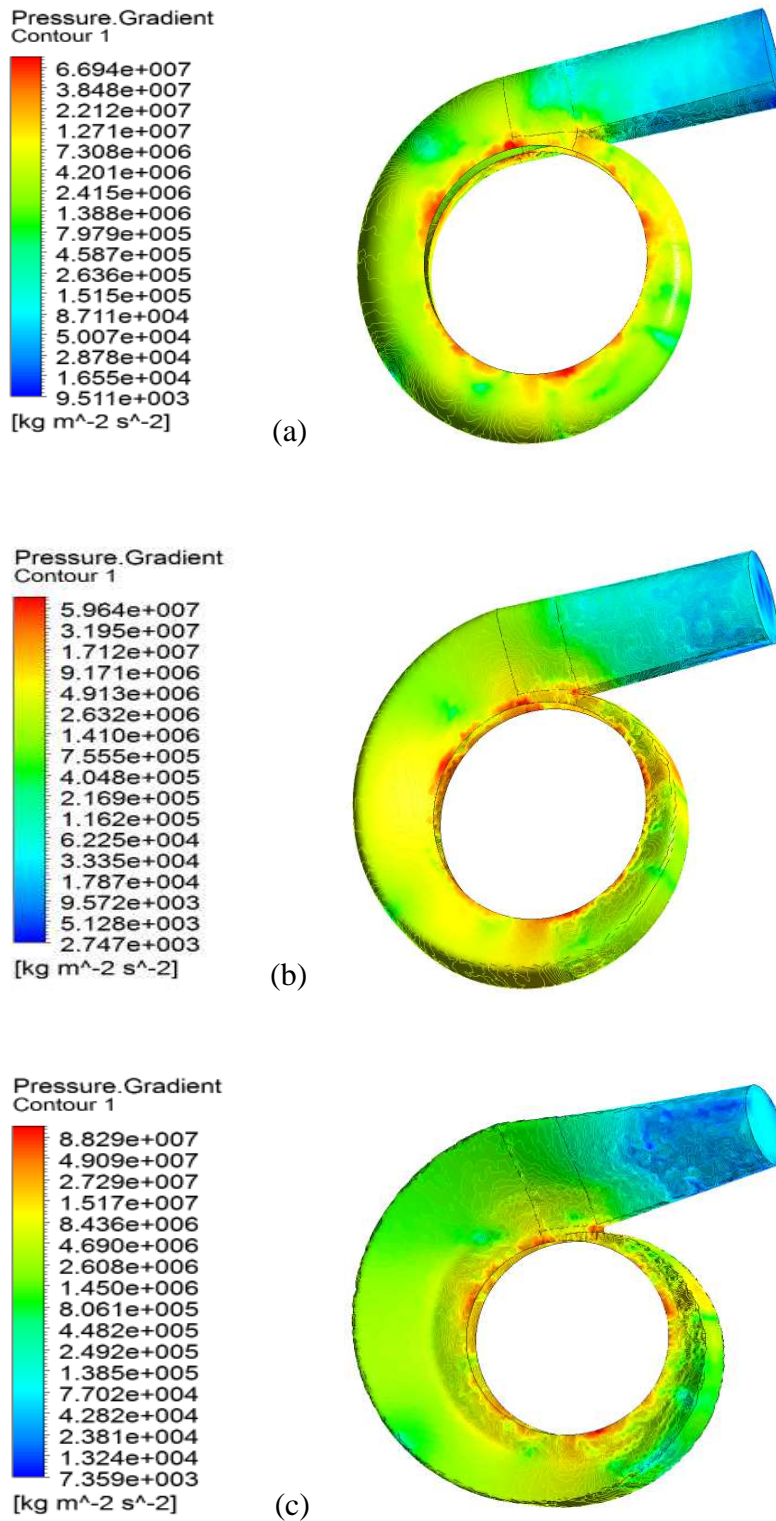 Pressure.Gradient
Contour 1
6.694e+007
3.848e+007
2.212e+007
1.271e+007
7.308e+006
4.201e+006
2.415e+006
1.388e+006
7.979e+005
4.587e+005
2.636e+005
1.515e+005
8.711e+004
5.007e+004
2.878e+004
1.655e+004
9.511e+003
[kg m^-2 s^-2]
(a)
Pressure.Gradient
Contour 1
5.964e+007
3.195e+007
1.712e+007
9.171e+006
4.913e+006
2.632e+006
1.410e+006
7.555e+005
4.048e+005
2.169e+005
1.162e+005
6.225e+004
3.335e+004
1.787e+004
9.572e+003
5.128e+003
2.747e+003
[kg m^-2 s^-2]
(b)
Pressure.Gradient
Contour 1
8.829e+007
4.909e+007
2.729e+007
1.517e+007
8.436e+006
4.690e+006
2.608e+006
1.450e+006
8.061e+005
4.482e+005
2.492e+005
1.385e+005
7.702e+004
4.282e+004
2.381e+004
1.324e+004
7.359e+003
[kg m^-2 s^-2]
(c)